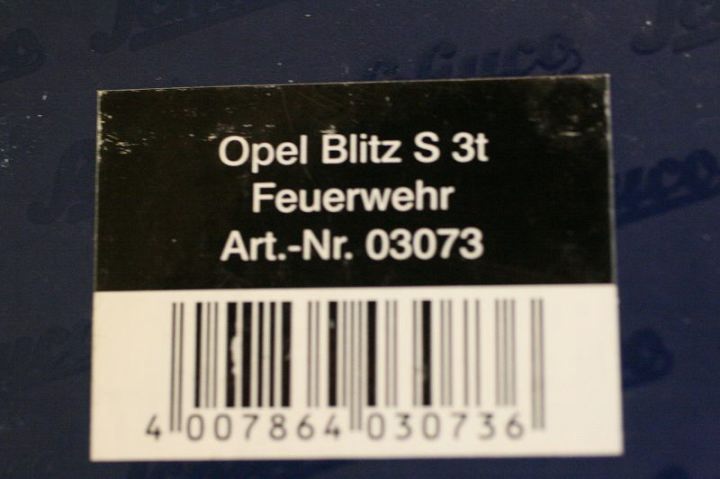 Opel Blitz S 3t
Feuerwehr
Art.-Nr. 03073
4 007864 030736